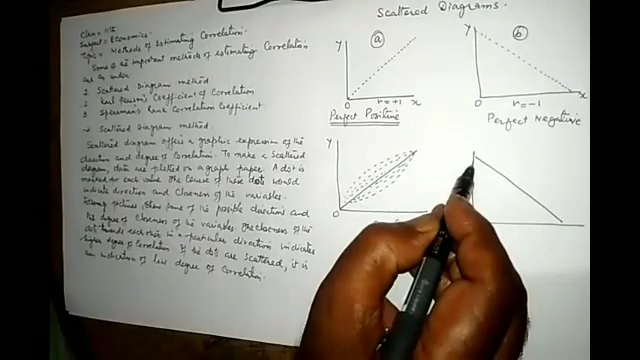 Class = 11th
Subject = Economics
Topic = Methods of Estimating Correlation.
Some of the important methods of estimating Correlation
are as under
1 Scattered Diagram method
2 Karl Pearson's Coefficient of Correlation
3 Spearman's Rank Correlation Coefficient
→ Scattered Diagram method
Scattered diagram offers a graphic expression of the
direction and degree of Correlation. To make a Scattered
diagram, data are plotted on a graph paper. A dot is
marked for each value. The course of these dots would
indicate direction and closeness of the variables.
Following pictures show some of the possible directions and
the degree of closeness of the variables. The closeness of the
dots towards each other in a particular direction indicates
higher degree of Correlation. If the dots are scattered, it is
an indication of low degree of Correlation.
Scattered Diagrams.
y
a
0
r = +1
x
Perfect Positive
y
b
0
r = -1
x
Perfect Negative
y
0